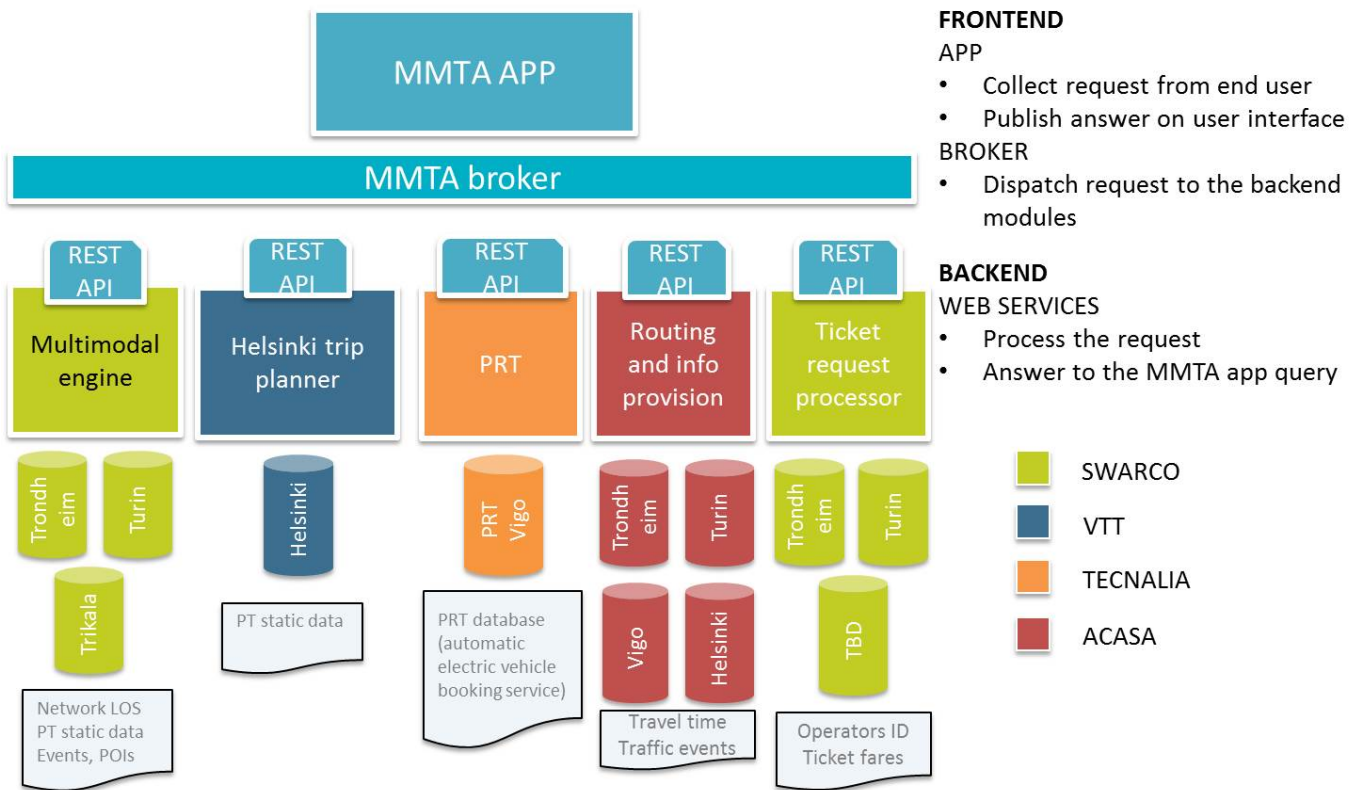 MMTA APP
MMTA broker
REST
API
Multimodal
engine
Trondh
eim
Turin
Trikala
Network LOS
PT static data
Events, POIs
REST
API
Helsinki trip
planner
Helsinki
PT static data
REST
API
PRT
PRT
Vigo
PRT database
(automatic
electric vehicle
booking service)
REST
API
Routing
and info
provision
Trondh
eim
Turin
Vigo
Helsinki
Travel time
Traffic events
REST
API
Ticket
request
processor
Trondh
eim
Turin
TBD
Operators ID
Ticket fares
FRONTEND
APP
• Collect request from end user
• Publish answer on user interface
BROKER
• Dispatch request to the backend
modules
BACKEND
WEB SERVICES
• Process the request
• Answer to the MMTA app query
SWARCO
VTT
TECNALIA
ACASA